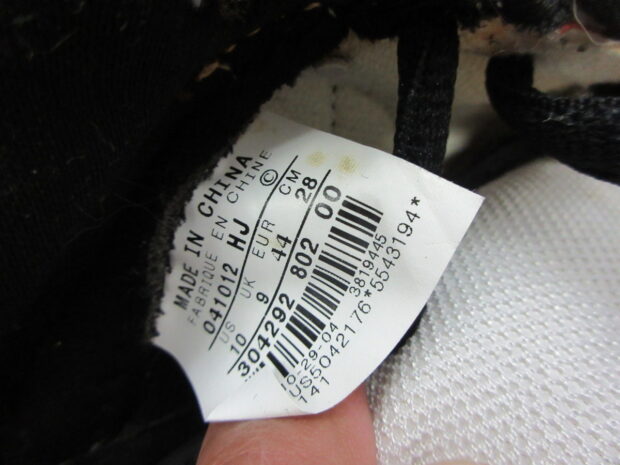 MADE IN CHINA
FABRIQUE EN CHINE
041012 HJ ©
US UK EUR CM
10 9 44 28
304292 802 00
10-29-04 3819445
US5042176*5543194*
141